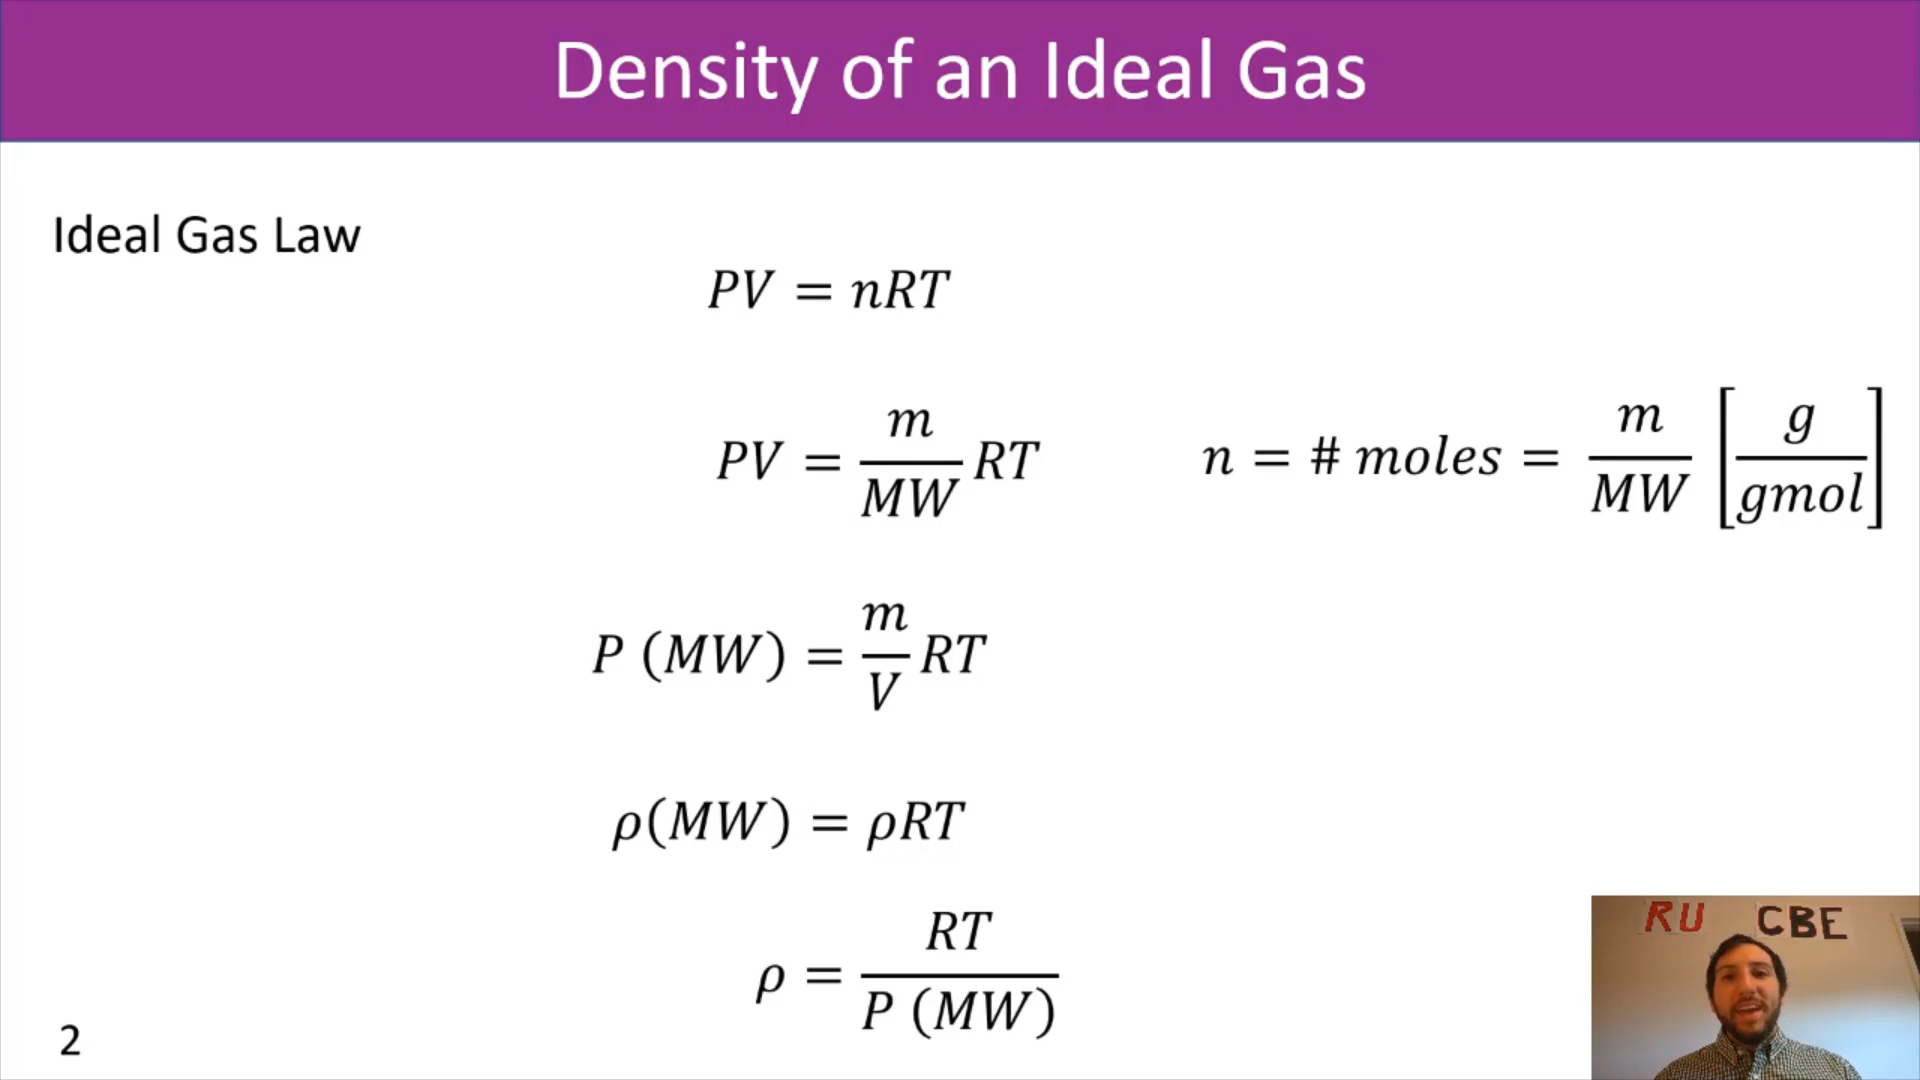 Density of an Ideal Gas
Ideal Gas Law
PV = nRT
PV = m/MW RT
n = # moles = m/MW [g/gmol]
P (MW) = m/V RT
ρ(MW) = ρRT
ρ = RT/P (MW)
2
RU CBE